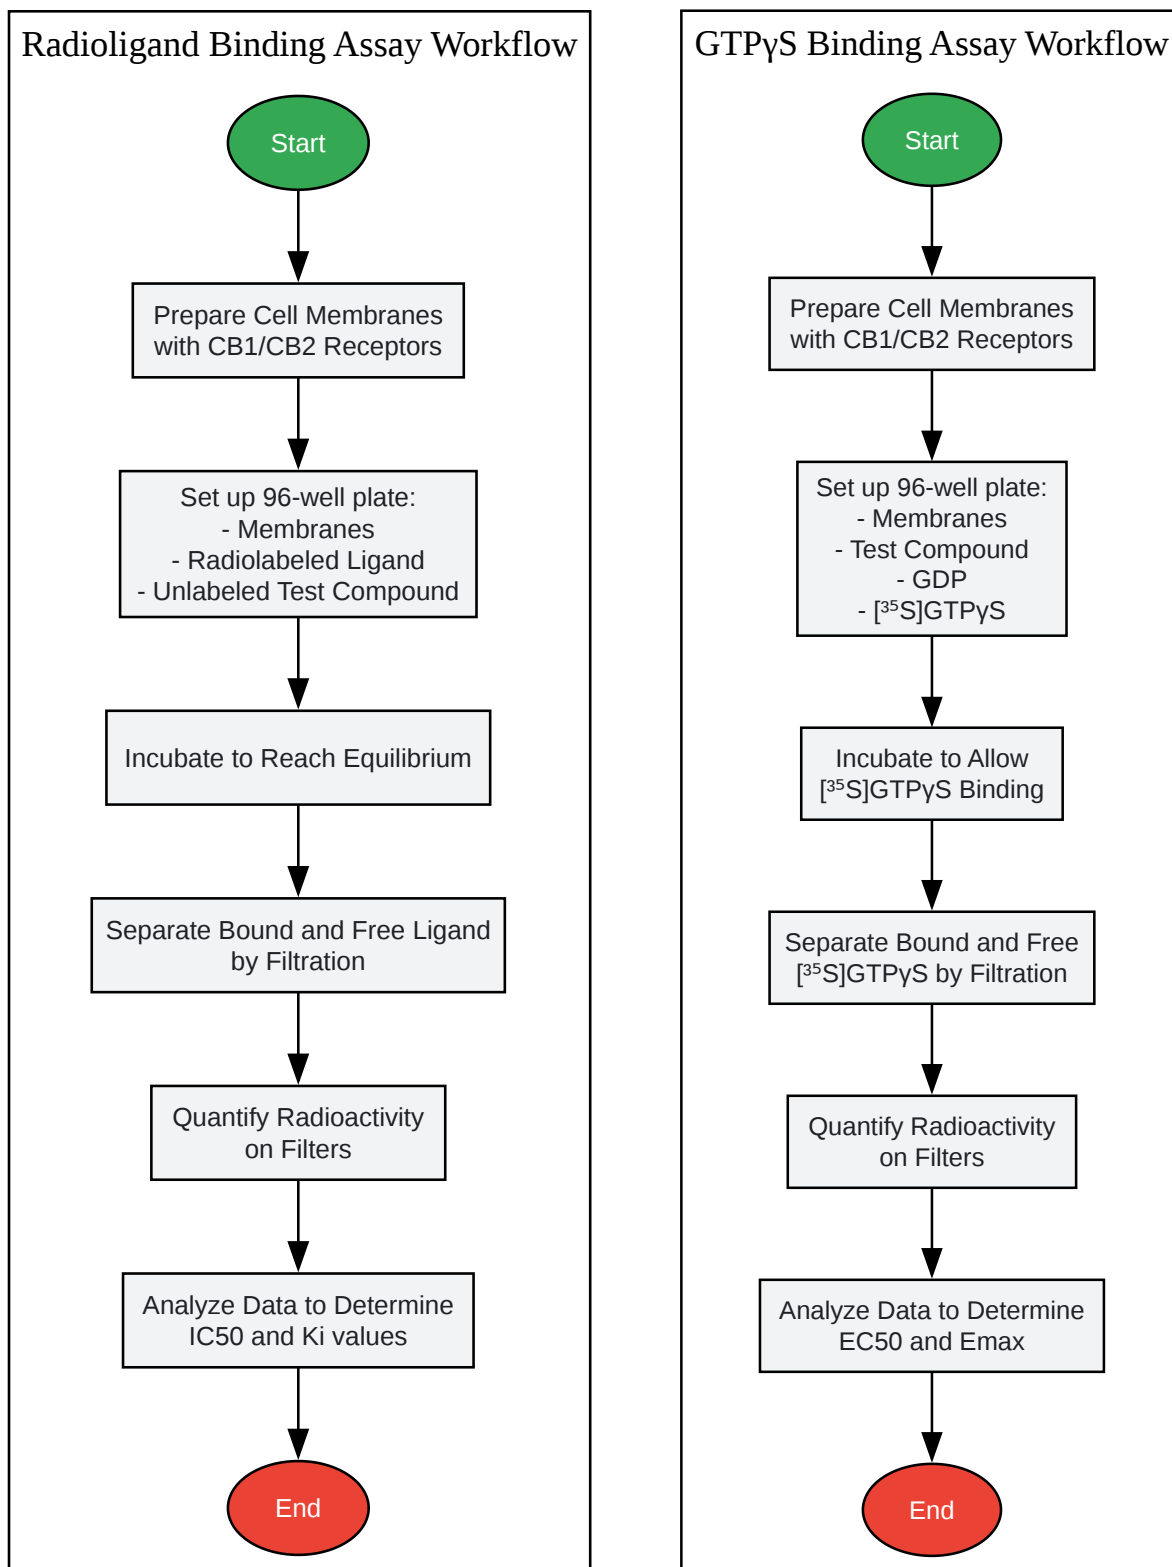 Radioligand Binding Assay Workflow
Start
Prepare Cell Membranes
with CB1/CB2 Receptors
Set up 96-well plate:
- Membranes
- Radiolabeled Ligand
- Unlabeled Test Compound
Incubate to Reach Equilibrium
Separate Bound and Free Ligand
by Filtration
Quantify Radioactivity
on Filters
Analyze Data to Determine
IC50 and Ki values
End
GTPγS Binding Assay Workflow
Start
Prepare Cell Membranes
with CB1/CB2 Receptors
Set up 96-well plate:
- Membranes
- Test Compound
- GDP
- [³⁵S]GTPγS
Incubate to Allow
[³⁵S]GTPγS Binding
Separate Bound and Free
[³⁵S]GTPγS by Filtration
Quantify Radioactivity
on Filters
Analyze Data to Determine
EC50 and Emax
End